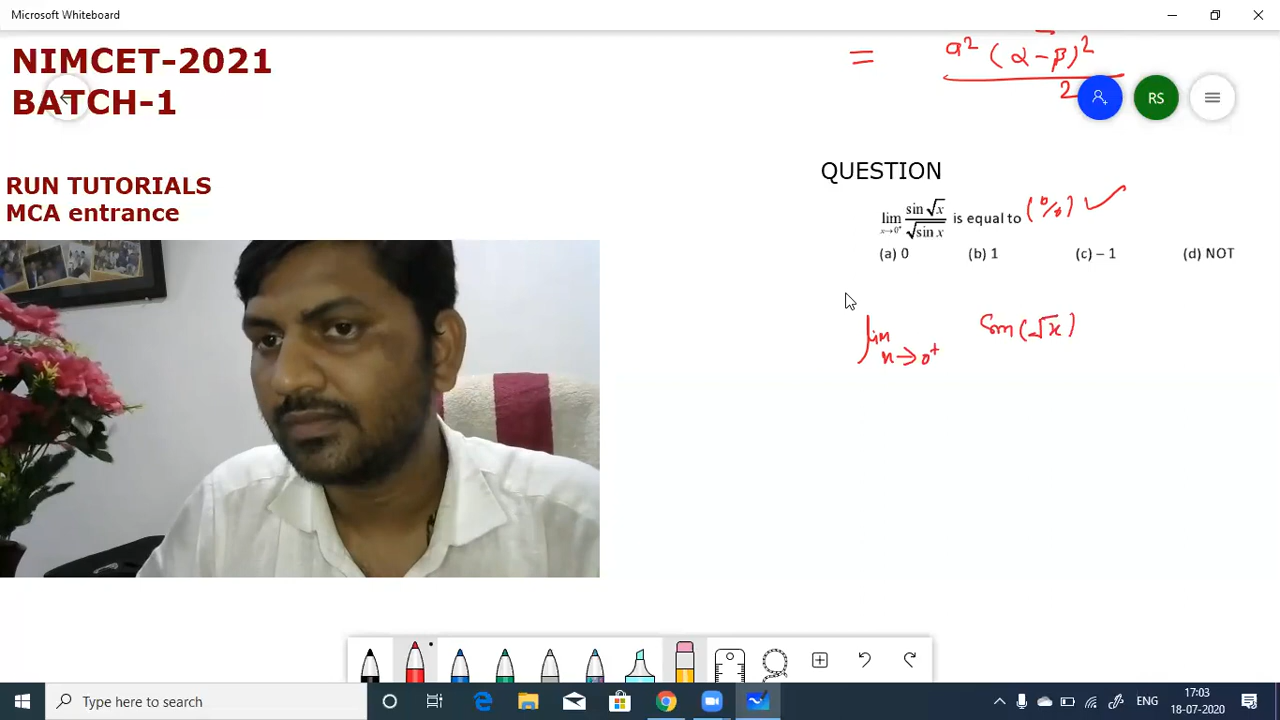 Microsoft Whiteboard
NIMCET-2021
BATCH-1
RUN TUTORIALS
MCA entrance
= a² (α-β)² / 2
RS
QUESTION
lim x→0⁺ sin√x / √sin x is equal to (0/0) ✓
(a) 0 (b) 1 (c) – 1 (d) NOT
lim x→0⁺ Sin(√x)
Type here to search
ENG
17:03
18-07-2020